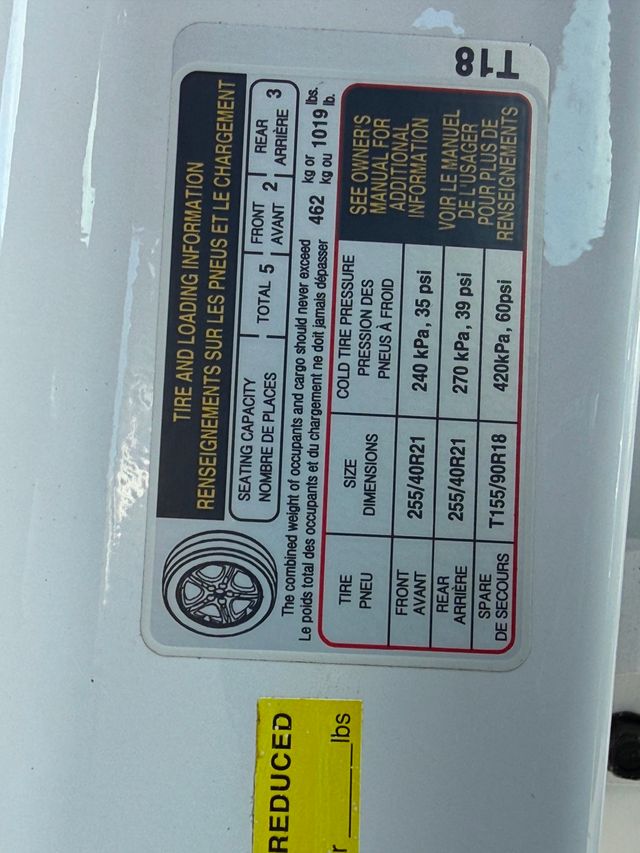 T18
TIRE AND LOADING INFORMATION
RENSEIGNEMENTS SUR LES PNEUS ET LE CHARGEMENT
SEATING CAPACITY
NOMBRE DE PLACES
TOTAL 5
FRONT
AVANT 2
REAR
ARRIÈRE 3
The combined weight of occupants and cargo should never exceed
Le poids total des occupants et du chargement ne doit jamais dépasser
462 kg or
kg ou 1019 lbs.
lb.
TIRE
PNEU
SIZE
DIMENSIONS
COLD TIRE PRESSURE
PRESSION DES
PNEUS À FROID
SEE OWNER'S
MANUAL FOR
ADDITIONAL
INFORMATION
VOIR LE MANUEL
DE L'USAGER
POUR PLUS DE
RENSEIGNEMENTS
FRONT
AVANT
255/40R21
240 kPa, 35 psi
REAR
ARRIÈRE
255/40R21
270 kPa, 39 psi
SPARE
DE SECOURS
T155/90R18
420kPa, 60psi
REDUCED
lbs